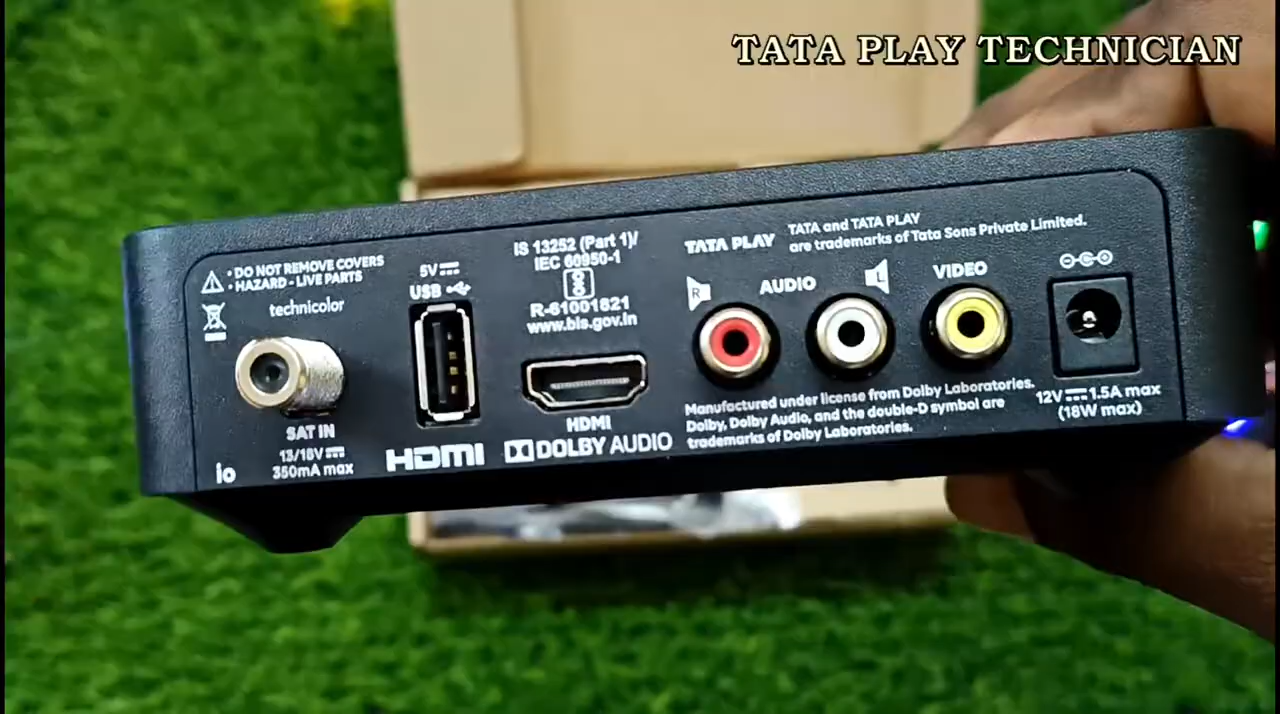 TATA PLAY TECHNICIAN
· DO NOT REMOVE COVERS
· HAZARD - LIVE PARTS
technicolor
SAT IN
13/18V
350mA max
io
5V
USB
HDMI
IS 13252 (Part 1)/
IEC 60950-1
R-61001821
www.bis.gov.in
HDMI
DOLBY AUDIO
TATA PLAY
TATA and TATA PLAY
are trademarks of Tata Sons Private Limited.
R
AUDIO
L
VIDEO
Manufactured under license from Dolby Laboratories.
Dolby, Dolby Audio, and the double-D symbol are
trademarks of Dolby Laboratories.
12V 1.5A max
(18W max)